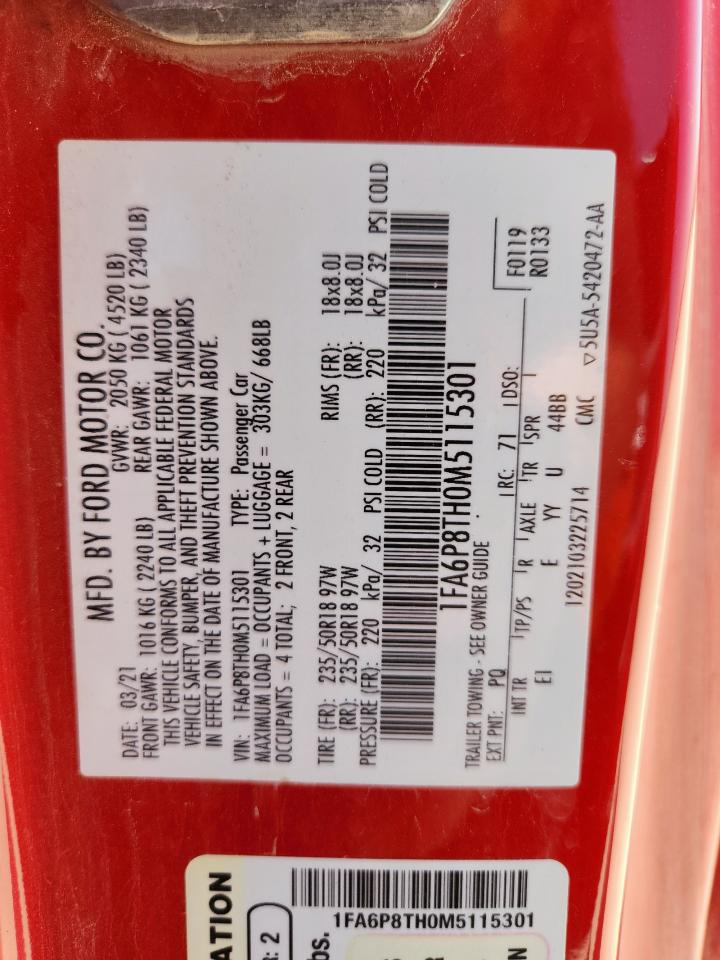 MFD. BY FORD MOTOR CO.
DATE: 03/21 GVWR: 2050 KG ( 4520 LB)
FRONT GAWR: 1016 KG ( 2240 LB) REAR GAWR: 1061 KG ( 2340 LB)
THIS VEHICLE CONFORMS TO ALL APPLICABLE FEDERAL MOTOR
VEHICLE SAFETY, BUMPER, AND THEFT PREVENTION STANDARDS
IN EFFECT ON THE DATE OF MANUFACTURE SHOWN ABOVE.
VIN: 1FA6P8TH0M5115301 TYPE: Passenger Car
MAXIMUM LOAD = OCCUPANTS + LUGGAGE = 303KG/ 668LB
OCCUPANTS = 4 TOTAL; 2 FRONT, 2 REAR
TIRE (FR): 235/50R18 97W RIMS (FR): 18x8.0J
(RR): 235/50R18 97W (RR): 18x8.0J
PRESSURE (FR): 220 kPa/ 32 PSI COLD (RR): 220 kPa/ 32 PSI COLD
1FA6P8TH0M5115301
TRAILER TOWING - SEE OWNER GUIDE. F0119
EXT PNT: PQ RC: 71 DSO: R0133
INT TR TP/PS R AXLE TR SPR
EI E YY U 44BB
1202103225714 CMC ▽5U5A-5420472-AA
ATION
R: 2
bs.
1FA6P8TH0M5115301